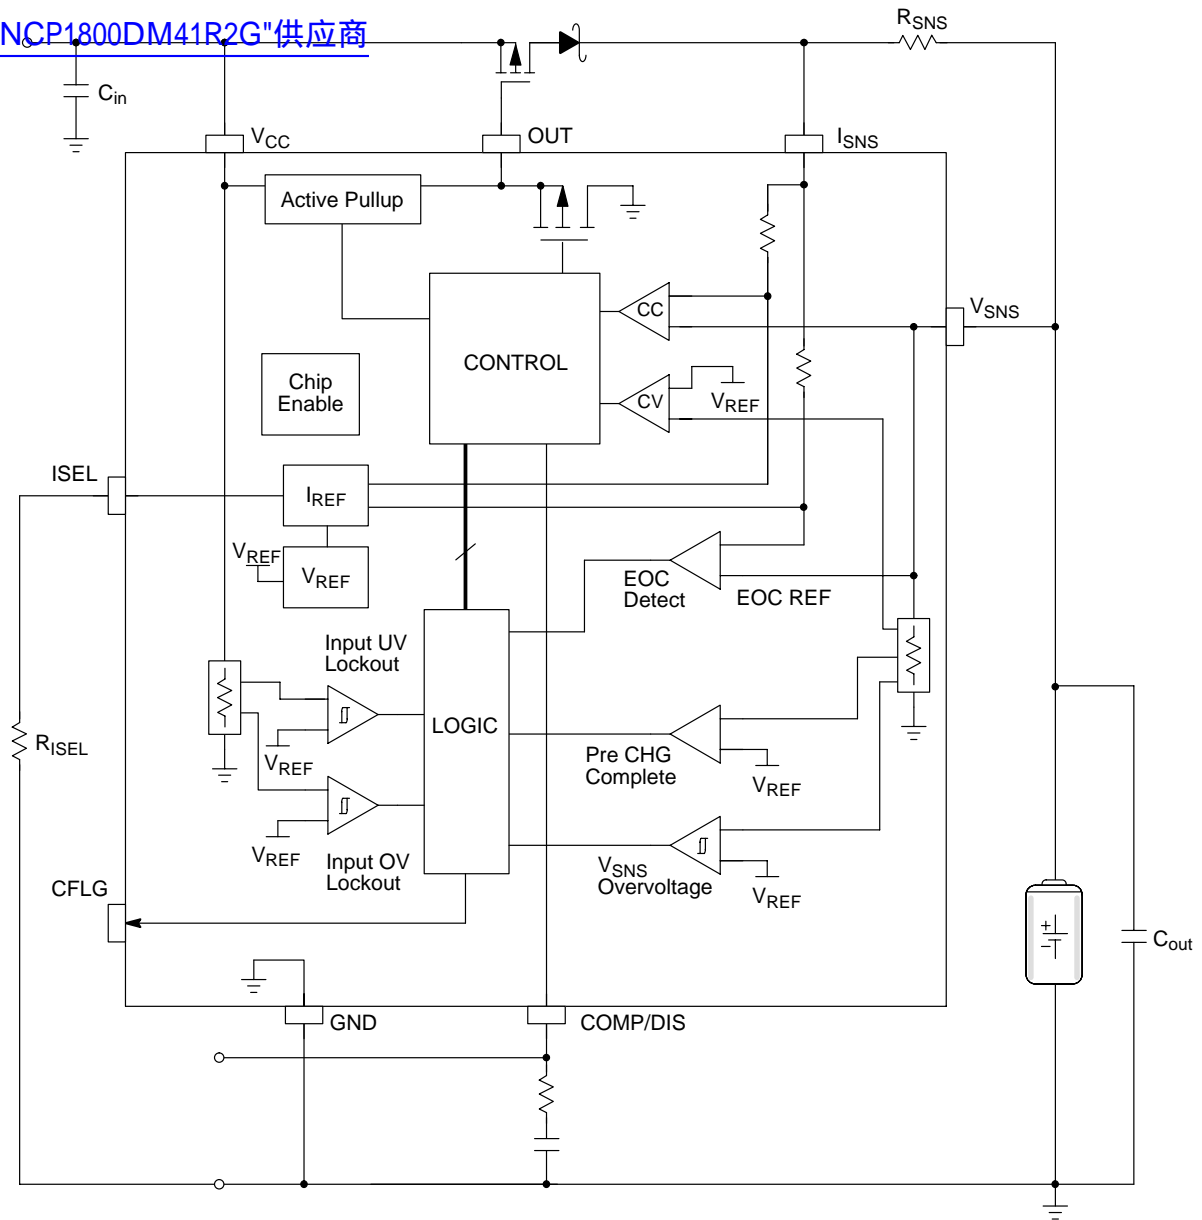 NCP1800DM41R2G"供应商
RSNS
Cin
VCC
OUT
ISNS
Active Pullup
VSNS
CC
CONTROL
Chip
Enable
CV
VREF
ISEL
IREF
VREF
VREF
EOC
Detect
EOC REF
Input UV
Lockout
LOGIC
RISEL
VREF
Pre CHG
Complete
VREF
VREF
Input OV
Lockout
VSNS
Overvoltage
VREF
CFLG
+
−
Cout
GND
COMP/DIS